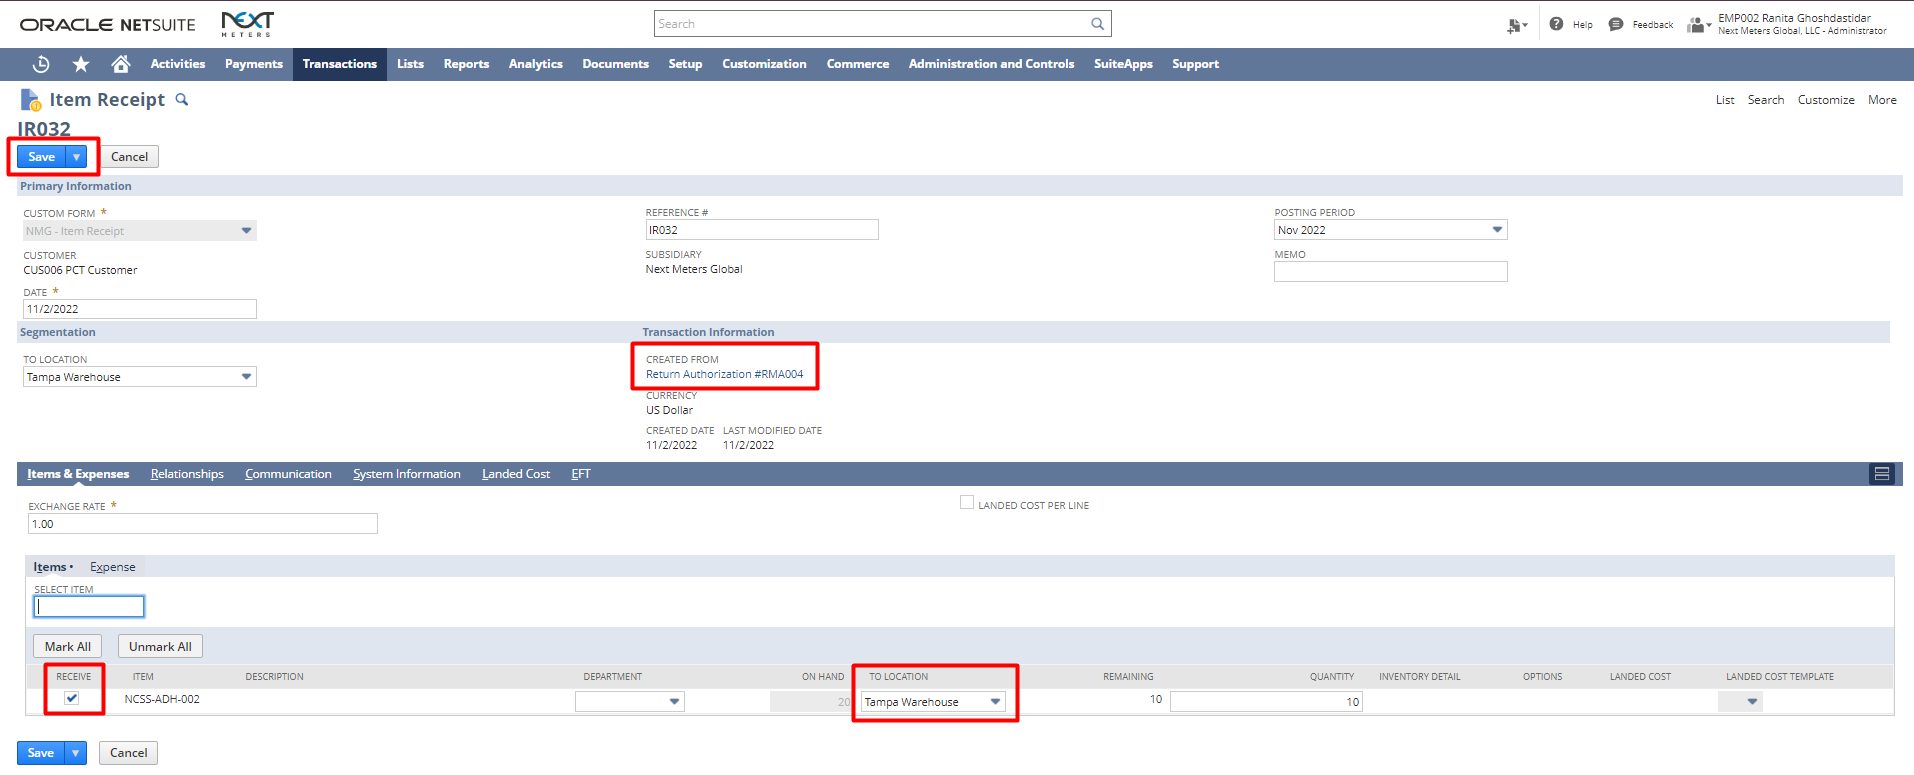 ORACLE NETSUITE
NEXT
METERS
Search
Help
Feedback
EMP002 Ranita Ghoshdastidar
Next Meters Global, LLC - Administrator
Activities Payments Transactions Lists Reports Analytics Documents Setup Customization Commerce Administration and Controls SuiteApps Support
Item Receipt
List Search Customize More
IR032
Save Cancel
Primary Information
CUSTOM FORM *
NMG - Item Receipt
CUSTOMER
CUS006 PCT Customer
DATE *
11/2/2022
REFERENCE #
IR032
SUBSIDIARY
Next Meters Global
POSTING PERIOD
Nov 2022
MEMO
Segmentation
TO LOCATION
Tampa Warehouse
Transaction Information
CREATED FROM
Return Authorization #RMA004
CURRENCY
US Dollar
CREATED DATE LAST MODIFIED DATE
11/2/2022 11/2/2022
Items & Expenses Relationships Communication System Information Landed Cost EFT
EXCHANGE RATE *
1.00
LANDED COST PER LINE
Items • Expense
SELECT ITEM
Mark All Unmark All
RECEIVE ITEM DESCRIPTION DEPARTMENT ON HAND TO LOCATION REMAINING QUANTITY INVENTORY DETAIL OPTIONS LANDED COST LANDED COST TEMPLATE
NCSS-ADH-002 20 Tampa Warehouse 10 10
Save Cancel